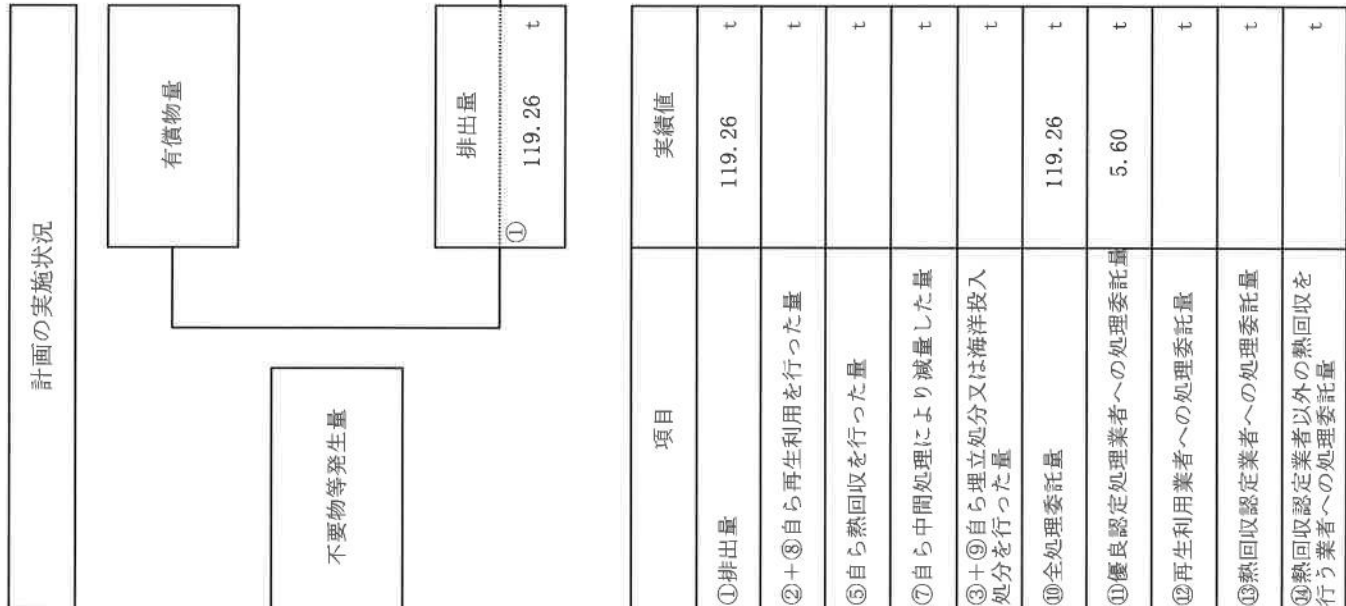 計画の実施状況
有償物量
不要物等発生量
排出量
① 119.26 t
項目 実績値
①排出量 119.26 t
②+⑧自ら再生利用を行った量 t
⑤自ら熱回収を行った量 t
⑦自ら中間処理により減量した量 t
③+⑨自ら埋立処分又は海洋投入
処分を行った量 t
⑩全処理委託量 119.26 t
⑪優良認定処理業者への処理委託量 5.60 t
⑫再生利用業者への処理委託量 t
⑬熱回収認定業者への処理委託量 t
⑭熱回収認定業者以外の熱回収を
行う業者への処理委託量 t